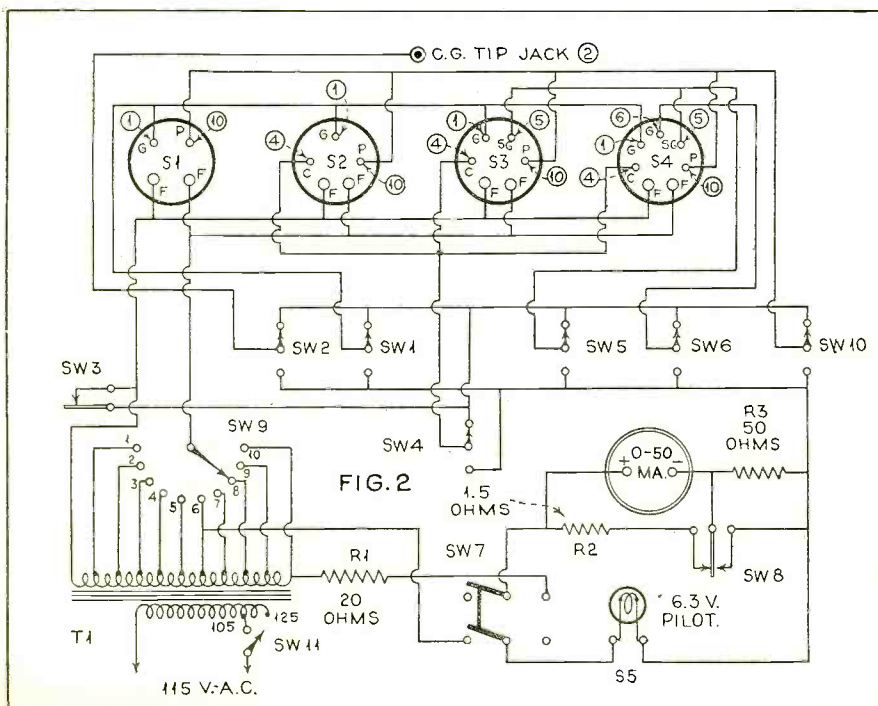 C.G. TIP JACK ②
① P ⑩
G
S1
F F
① 
④ G
S2 P
C
⑩
F F
① ⑤
④ G SG
S3 P
C
⑩
F F
⑥ ⑤
① G SG
G
S4 P
④ C
⑩
F F
SW2 SW1 SW5 SW6 SW10
SW3
SW9
1 10
2 9
3 8
4 5 6 7
SW4
FIG. 2
R3
50
OHMS
+ 0-50 -
MA.
1.5
OHMS
R2
SW8
SW7
R1
20
OHMS
6.3 V.
PILOT.
S5
T1
105 125
SW11
115 V.-A.C.